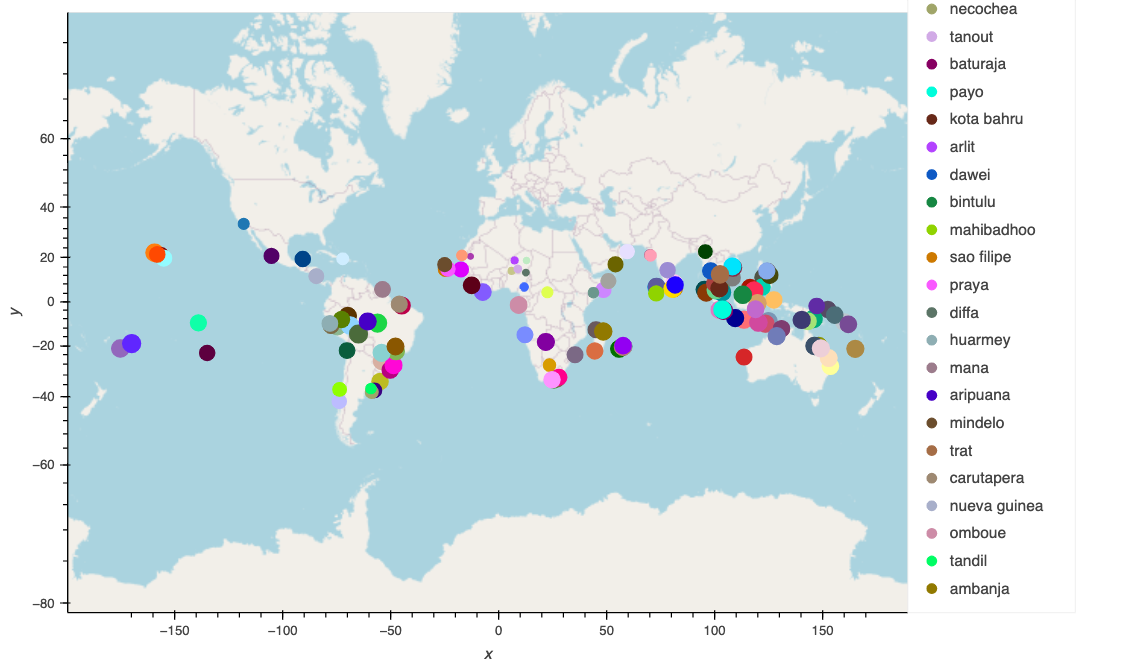 necochea
tanout
baturaja
payo
kota bahru
arlit
dawei
bintulu
mahibadhoo
sao filipe
praya
diffa
huarmey
mana
aripuana
mindelo
trat
carutapera
nueva guinea
omboue
tandil
ambanja
60
40
20
0
−20
−40
−60
−80
y
−150 −100 −50 0 50 100 150
x